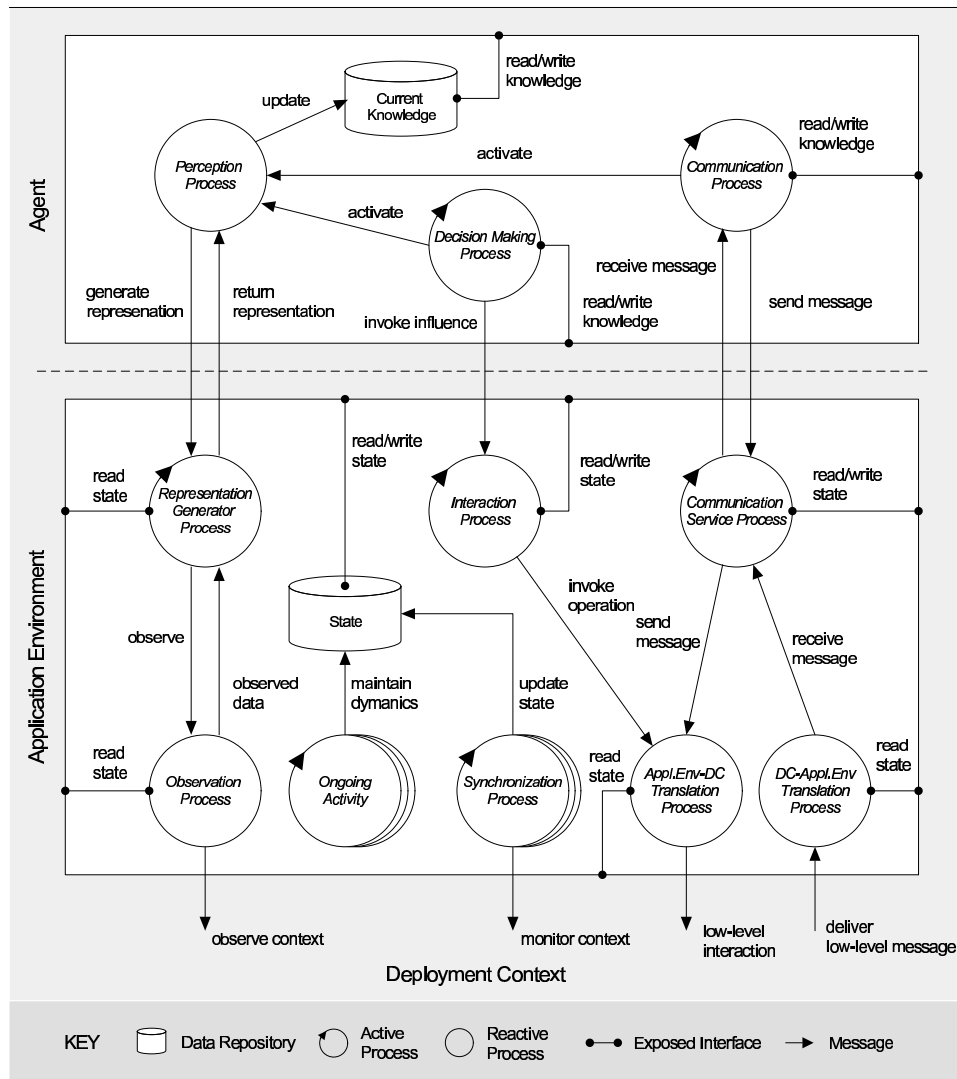 Agent
read/write
knowledge
update
Current
Knowledge
Perception
Process
activate
Communication
Process
read/write
knowledge
activate
Decision Making
Process
generate
represenation
return
representation
invoke influence
read/write
knowledge
receive message
send message
Application Environment
read
state
Representation
Generator
Process
read/write
state
Interaction
Process
read/write
state
Communication
Service Process
read/write
state
observe
State
invoke
operation
send
message
receive
message
observed
data
maintain
dymanics
update
state
read
state
Observation
Process
Ongoing
Activity
Synchronization
Process
read
state
Appl.Env-DC
Translation
Process
DC-Appl.Env
Translation
Process
read
state
observe context
monitor context
low-level
interaction
deliver
low-level message
Deployment Context
KEY
Data Repository
Active
Process
Reactive
Process
Exposed Interface
Message